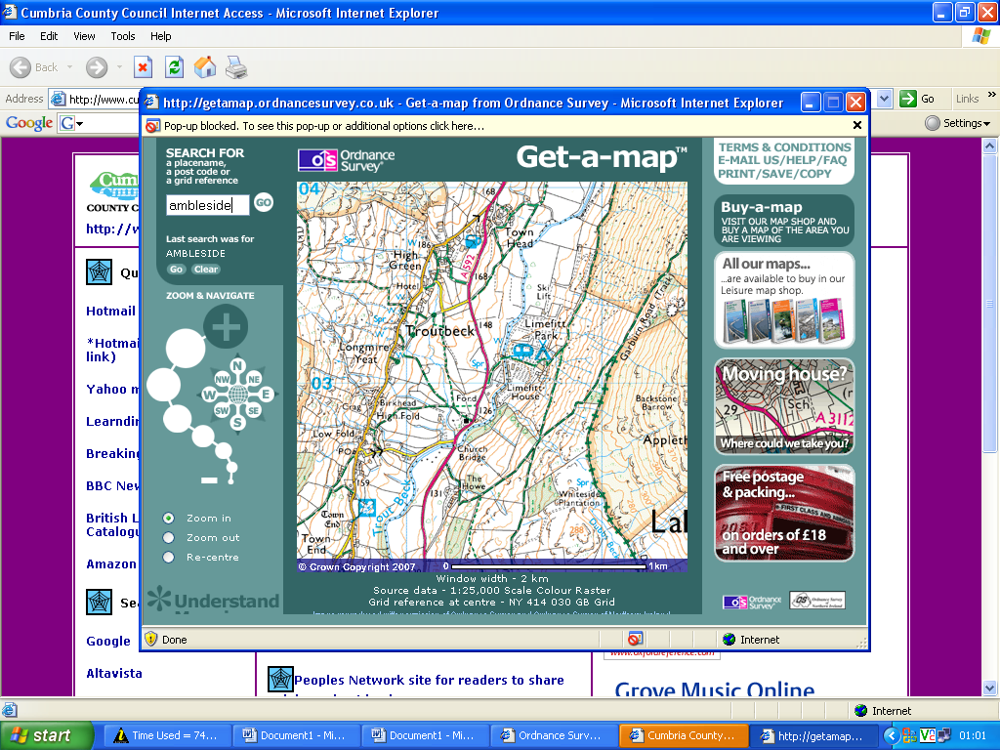 Cumbria County Council Internet Access - Microsoft Internet Explorer
File Edit View Tools Help
Back
Address http://www.cu
Go Links »
Google G
Settings
http://getamap.ordnancesurvey.co.uk - Get-a-map from Ordnance Survey - Microsoft Internet Explorer
Pop-up blocked. To see this pop-up or additional options click here...
Cum
COUNTY C
http://w
Qu
Hotmail
*Hotmai
link)
Yahoo m
Learndin
Breaking
BBC New
British L
Catalogu
Amazon
Se
Google
Altavista
SEARCH FOR
a placename,
a post code or
a grid reference
ambleside
GO
Last search was for
AMBLESIDE
Go Clear
ZOOM & NAVIGATE
N
NW NE
W E
SW SE
S
Zoom in
Zoom out
Re-centre
Understand
OS Ordnance Survey®
Get-a-map™
04
168
Spr
W
186
Town
Head
High
Green
A592
168
Hotel
Ski
Lift
Spr
148
Troutbeck
Limefitt
Park
Garburn Road (Track)
Longmire
Yeat
Spr
03
Limefitt
House
Crag
Birkhead
Ford
High Fold
126
Backstone
Barrow
Low Fold
W
PO
Church
Bridge
Appleth
159
The
Howe
131
Spr
Whiteside
Plantation
Town
End
Trout Beck
Town-
End
288
Lal
© Crown Copyright 2007
0 1km
Window width - 2 km
Source data - 1:25,000 Scale Colour Raster
Grid reference at centre - NY 414 030 GB Grid
TERMS & CONDITIONS
E-MAIL US/HELP/FAQ
PRINT/SAVE/COPY
Buy-a-map
VISIT OUR MAP SHOP AND
BUY A MAP OF THE AREA YOU
ARE VIEWING
All our maps...
...are available to buy in our
Leisure map shop.
Moving house?
29
Sch
A 3112
Where could we take you?
Free postage
& packing...
FIRST CLASS AND
on orders of £18
and over
OS Ordnance Survey®
OS Ordnance Survey of Northern Ireland
Done
Internet
Peoples Network site for readers to share
www.oxfordreference.com
Grove Music Online
Internet
start
Time Used = 74...
Document1 - Mi...
Document1 - Mi...
Ordnance Surv...
Cumbria County...
http://getamap...
01:01